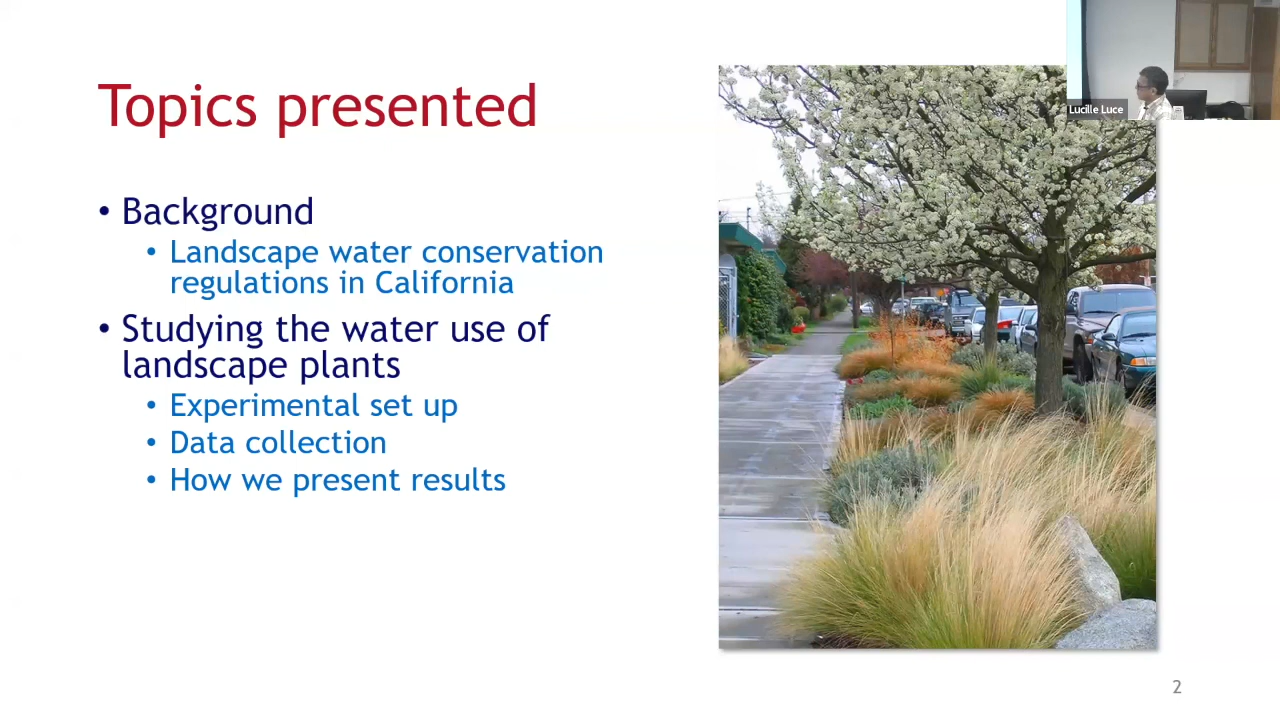 Topics presented
• Background
• Landscape water conservation
regulations in California
• Studying the water use of
landscape plants
• Experimental set up
• Data collection
• How we present results
Lucille Luce
2